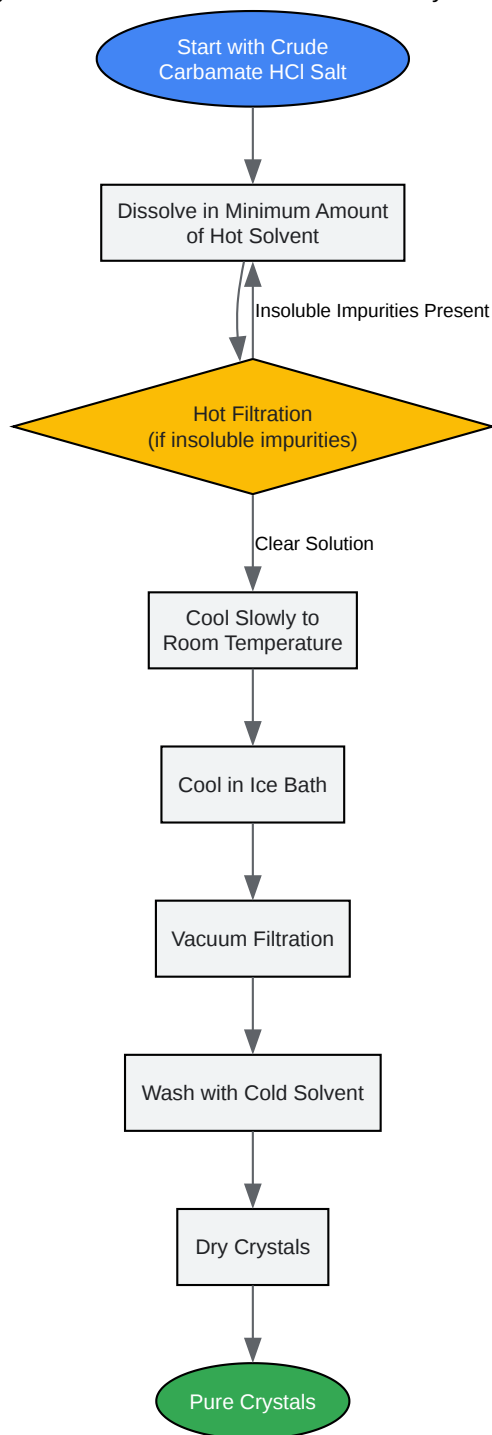 Start with Crude
Carbamate HCl Salt
Dissolve in Minimum Amount
of Hot Solvent
Insoluble Impurities Present
Hot Filtration
(if insoluble impurities)
Clear Solution
Cool Slowly to
Room Temperature
Cool in Ice Bath
Vacuum Filtration
Wash with Cold Solvent
Dry Crystals
Pure Crystals